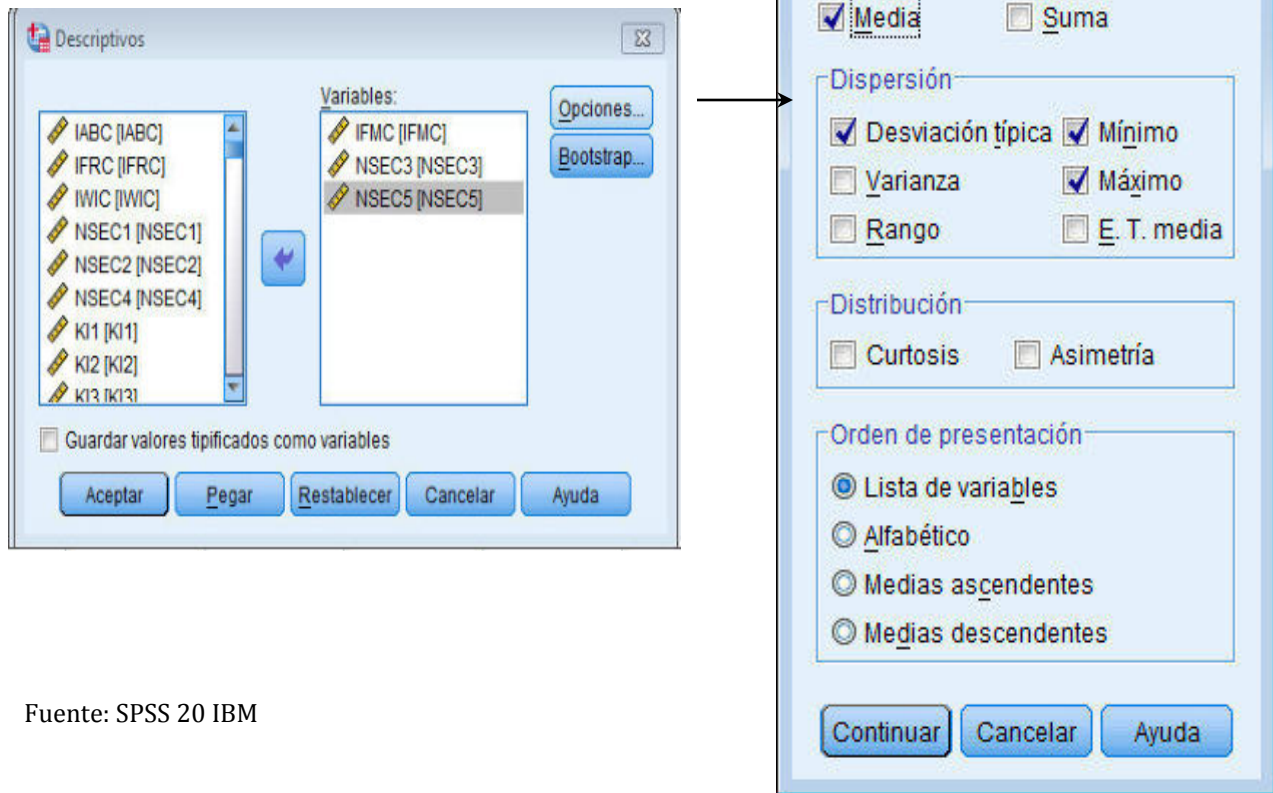 Descriptivos
Variables:
IABC [IABC]
IFRC [IFRC]
IWIC [IWIC]
NSEC1 [NSEC1]
NSEC2 [NSEC2]
NSEC4 [NSEC4]
KI1 [KI1]
KI2 [KI2]
KI3 [KI3]
IFMC [IFMC]
NSEC3 [NSEC3]
NSEC5 [NSEC5]
Opciones...
Bootstrap...
Guardar valores tipificados como variables
Aceptar Pegar Restablecer Cancelar Ayuda
Media Suma
Dispersión
Desviación típica Mínimo
Varianza Máximo
Rango E. T. media
Distribución
Curtosis Asimetría
Orden de presentación
Lista de variables
Alfabético
Medias ascendentes
Medias descendentes
Continuar Cancelar Ayuda
Fuente: SPSS 20 IBM